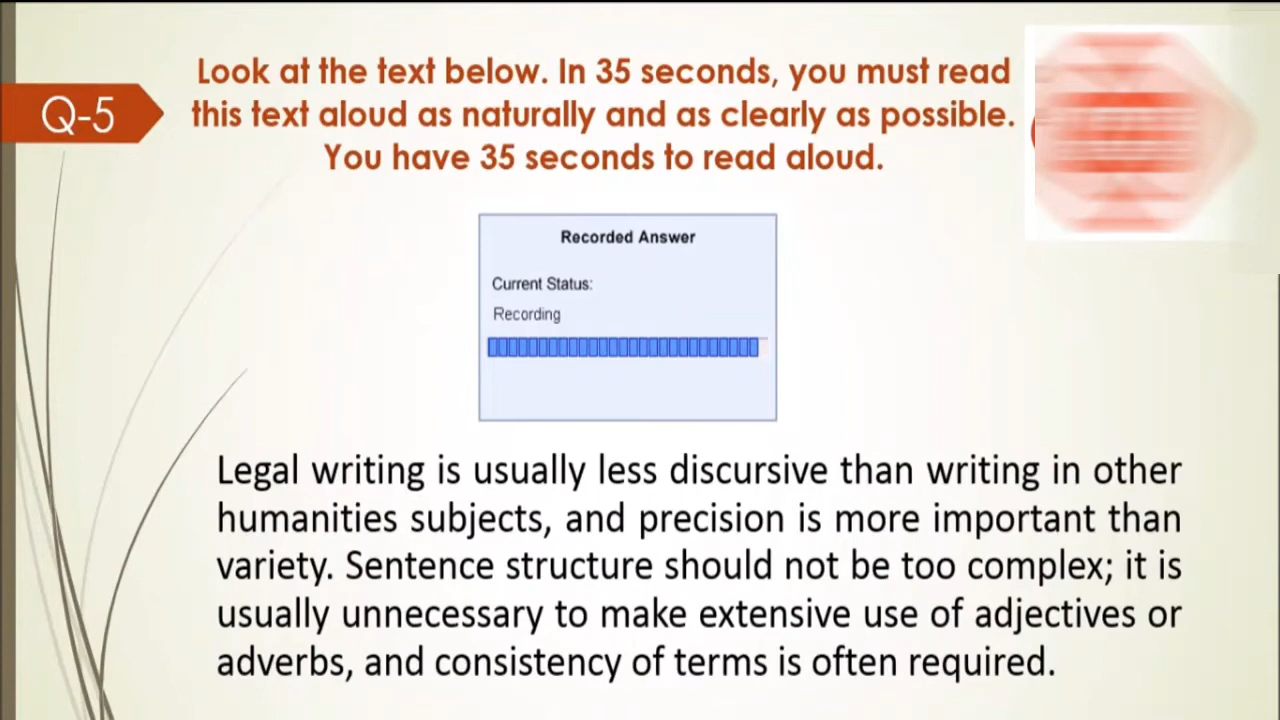 Q-5
Look at the text below. In 35 seconds, you must read
this text aloud as naturally and as clearly as possible.
You have 35 seconds to read aloud.
Recorded Answer
Current Status:
Recording
Legal writing is usually less discursive than writing in other
humanities subjects, and precision is more important than
variety. Sentence structure should not be too complex; it is
usually unnecessary to make extensive use of adjectives or
adverbs, and consistency of terms is often required.